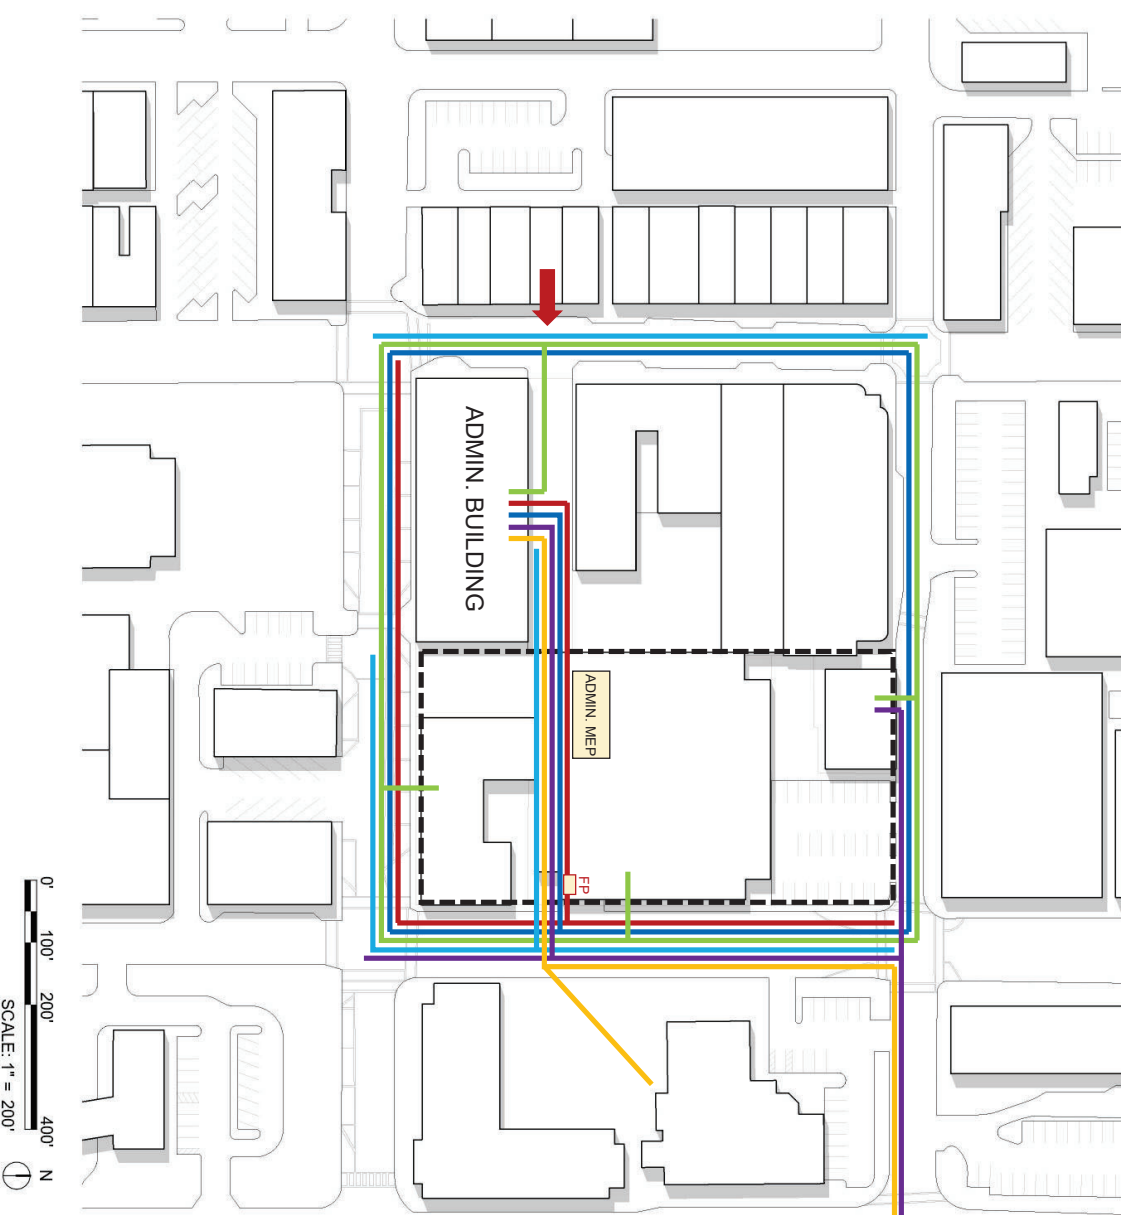 ADMIN. BUILDING
ADMIN. MEP
FP
0' 100' 200' 400' N
SCALE: 1" = 200'